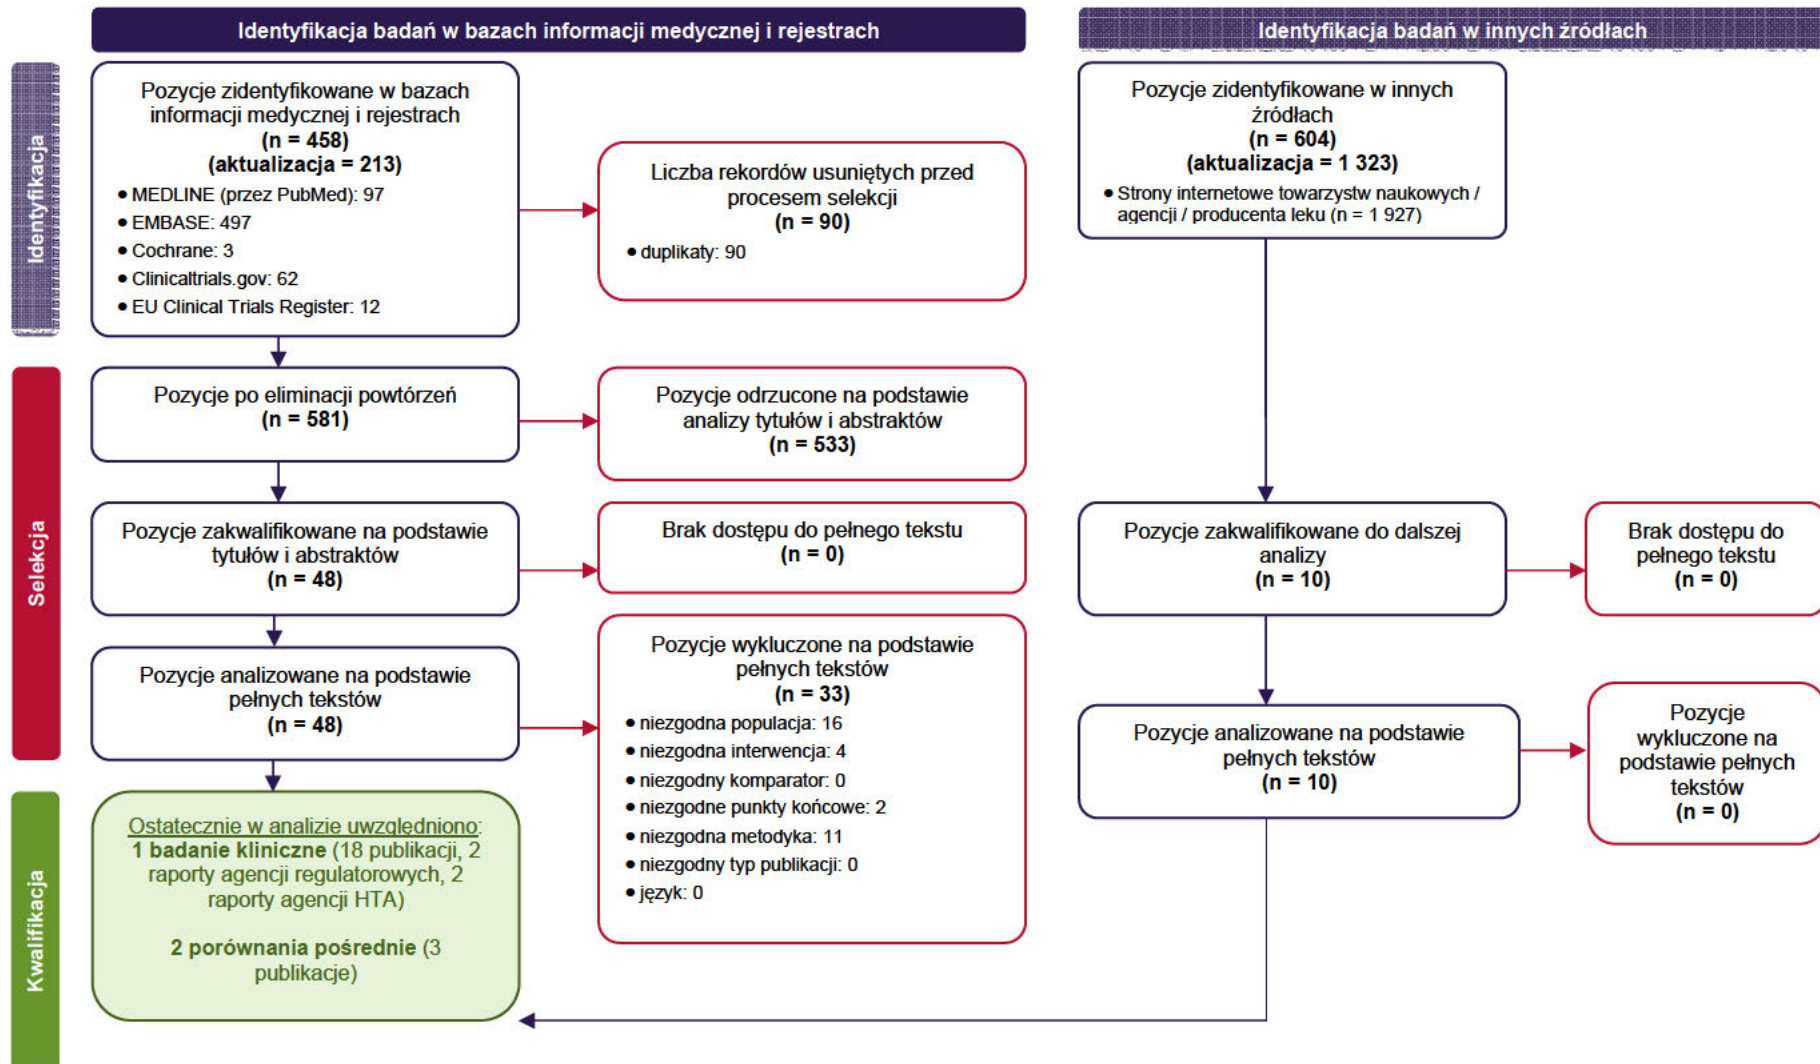 Identyfikacja badań w bazach informacji medycznej i rejestrach
Identyfikacja badań w innych źródłach
Identyfikacja
Pozycje zidentyfikowane w bazach
informacji medycznej i rejestrach
(n = 458)
(aktualizacja = 213)
• MEDLINE (przez PubMed): 97
• EMBASE: 497
• Cochrane: 3
• Clinicaltrials.gov: 62
• EU Clinical Trials Register: 12
Liczba rekordów usuniętych przed
procesem selekcji
(n = 90)
• duplikaty: 90
Pozycje zidentyfikowane w innych
źródłach
(n = 604)
(aktualizacja = 1 323)
• Strony internetowe towarzystw naukowych /
agencji / producenta leku (n = 1 927)
Selekcja
Pozycje po eliminacji powtórzeń
(n = 581)
Pozycje odrzucone na podstawie
analizy tytułów i abstraktów
(n = 533)
Pozycje zakwalifikowane na podstawie
tytułów i abstraktów
(n = 48)
Brak dostępu do pełnego tekstu
(n = 0)
Pozycje zakwalifikowane do dalszej
analizy
(n = 10)
Brak dostępu do
pełnego tekstu
(n = 0)
Pozycje analizowane na podstawie
pełnych tekstów
(n = 48)
Pozycje wykluczone na podstawie
pełnych tekstów
(n = 33)
• niezgodna populacja: 16
• niezgodna interwencja: 4
• niezgodny komparator: 0
• niezgodne punkty końcowe: 2
• niezgodna metodyka: 11
• niezgodny typ publikacji: 0
• język: 0
Pozycje analizowane na podstawie
pełnych tekstów
(n = 10)
Pozycje
wykluczone na
podstawie pełnych
tekstów
(n = 0)
Kwalifikacja
Ostatecznie w analizie uwzględniono:
1 badanie kliniczne (18 publikacji, 2
raporty agencji regulatorowych, 2
raporty agencji HTA)
2 porównania pośrednie (3
publikacje)